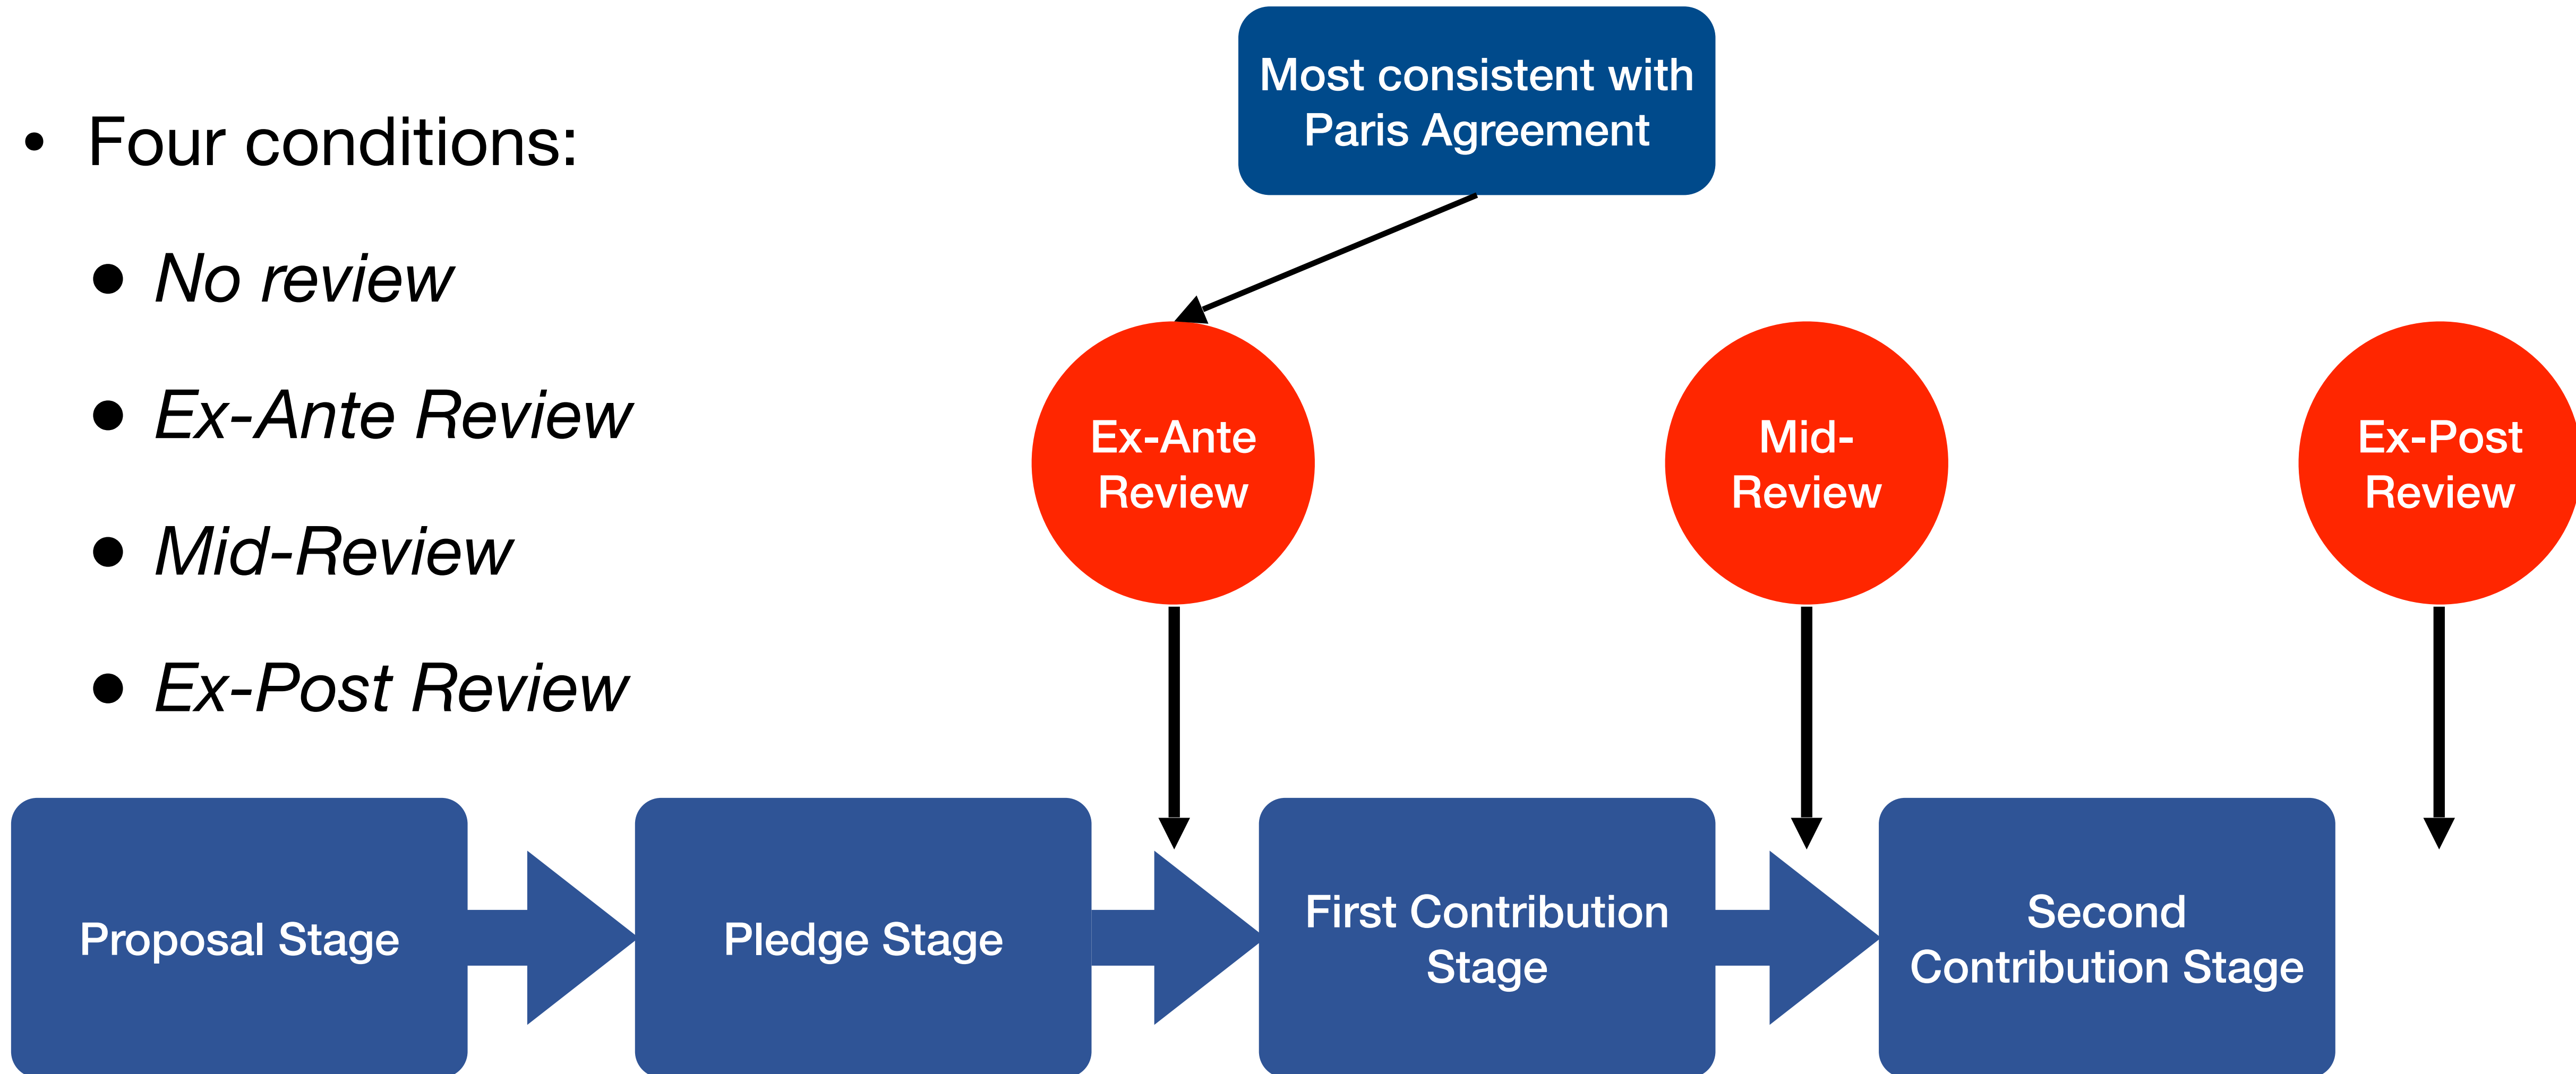 • Four conditions:
• No review
• Ex-Ante Review
• Mid-Review
• Ex-Post Review
Most consistent with
Paris Agreement
Ex-Ante
Review
Mid-
Review
Ex-Post
Review
Proposal Stage
Pledge Stage
First Contribution
Stage
Second
Contribution Stage